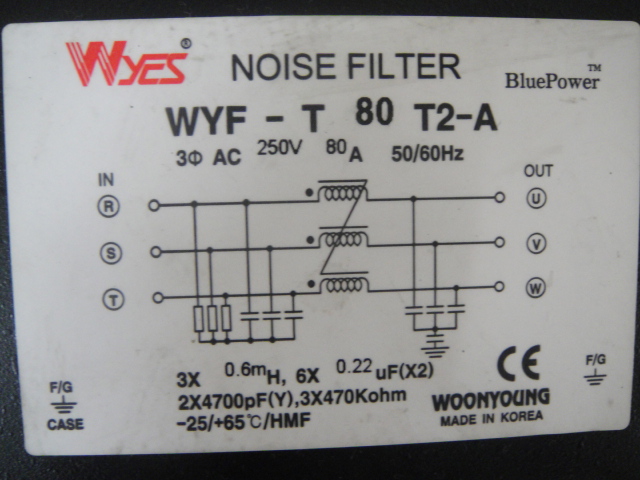 WYES® NOISE FILTER BluePower™
WYF - T 80 T2-A
3Φ AC 250V 80A 50/60Hz
IN OUT
R U
S V
T W
3X 0.6mH, 6X 0.22uF(X2) CE
2X4700pF(Y),3X470Kohm WOONYOUNG
-25/+65℃/HMF MADE IN KOREA
F/G F/G
CASE